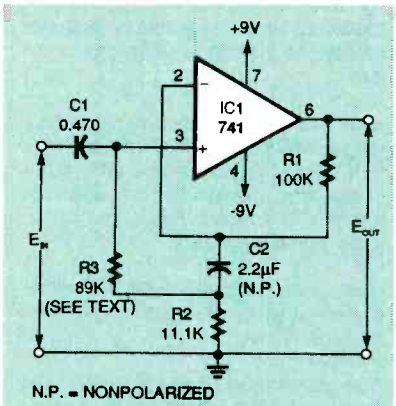 +9V
2
7
C1
0.470
IC1
741
6
3
4
R1
100K
-9V
E_IN
E_OUT
C2
2.2µF
(N.P.)
R3
89K
(SEE TEXT)
R2
11.1K
N.P. = NONPOLARIZED